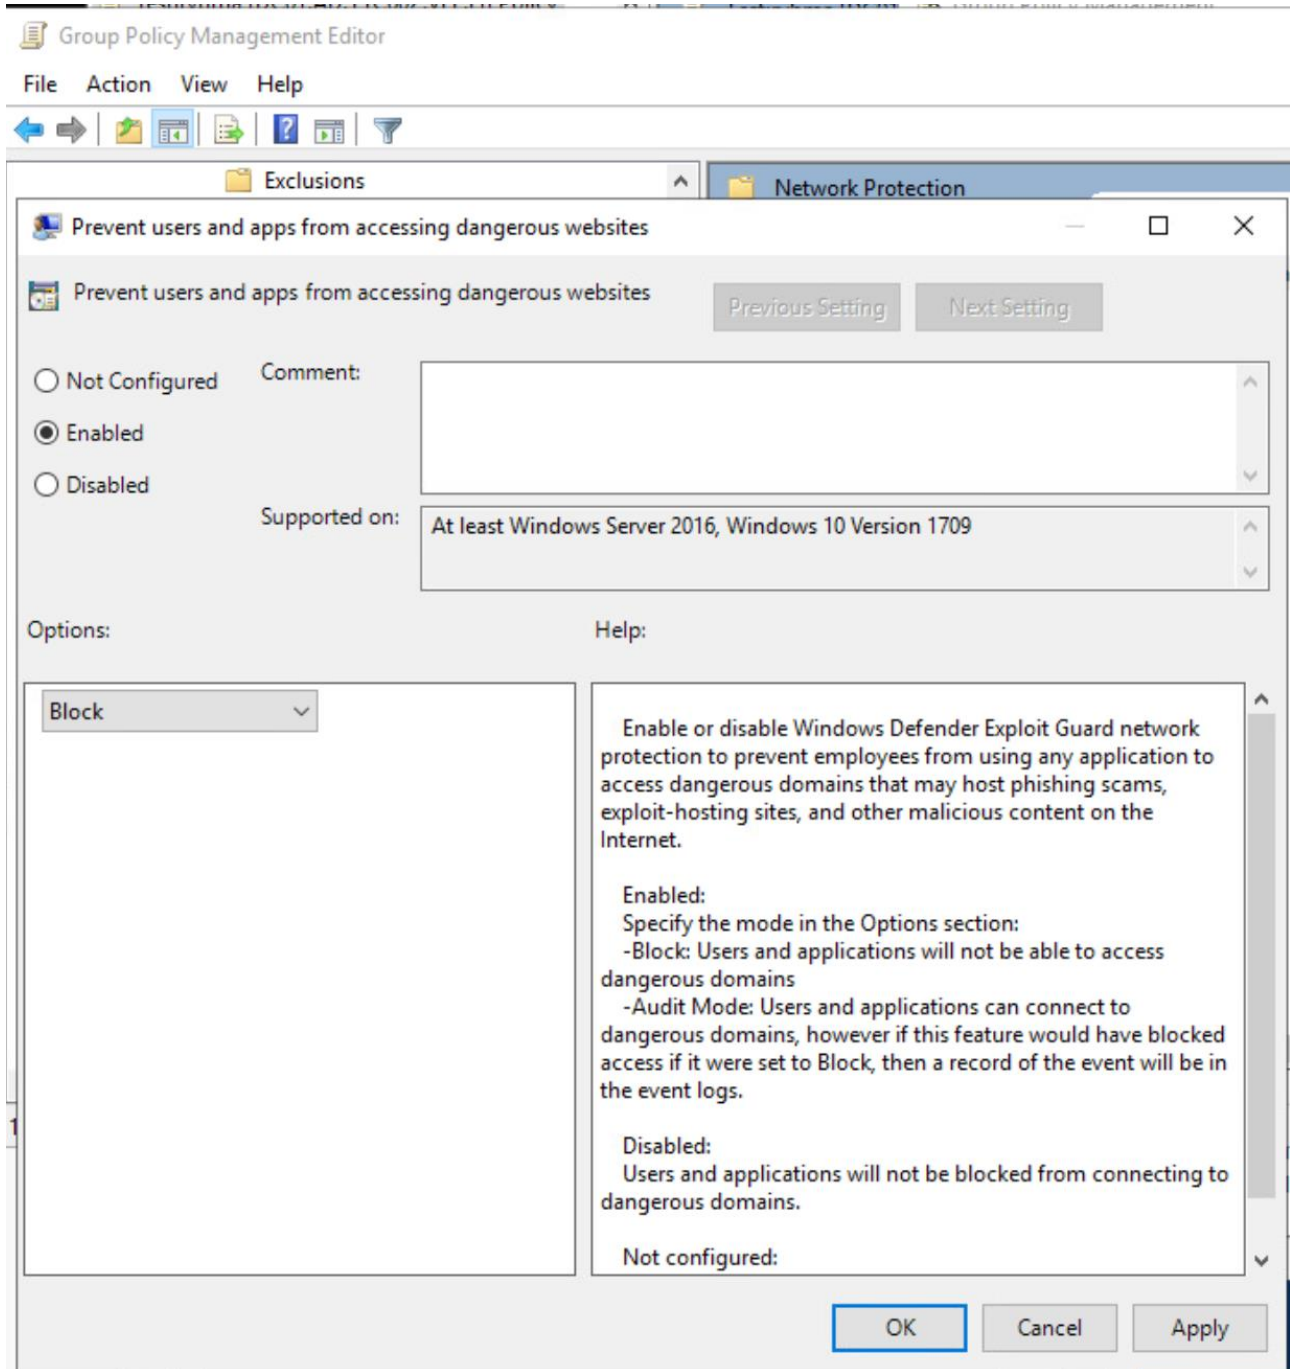 Group Policy Management Editor
File Action View Help
Exclusions
Network Protection
Prevent users and apps from accessing dangerous websites
Prevent users and apps from accessing dangerous websites
Previous Setting
Next Setting
Not Configured
Comment:
Enabled
Disabled
Supported on:
At least Windows Server 2016, Windows 10 Version 1709
Options:
Help:
Block
Enable or disable Windows Defender Exploit Guard network
protection to prevent employees from using any application to
access dangerous domains that may host phishing scams,
exploit-hosting sites, and other malicious content on the
Internet.
Enabled:
Specify the mode in the Options section:
-Block: Users and applications will not be able to access
dangerous domains
-Audit Mode: Users and applications can connect to
dangerous domains, however if this feature would have blocked
access if it were set to Block, then a record of the event will be in
the event logs.
Disabled:
Users and applications will not be blocked from connecting to
dangerous domains.
Not configured:
OK
Cancel
Apply